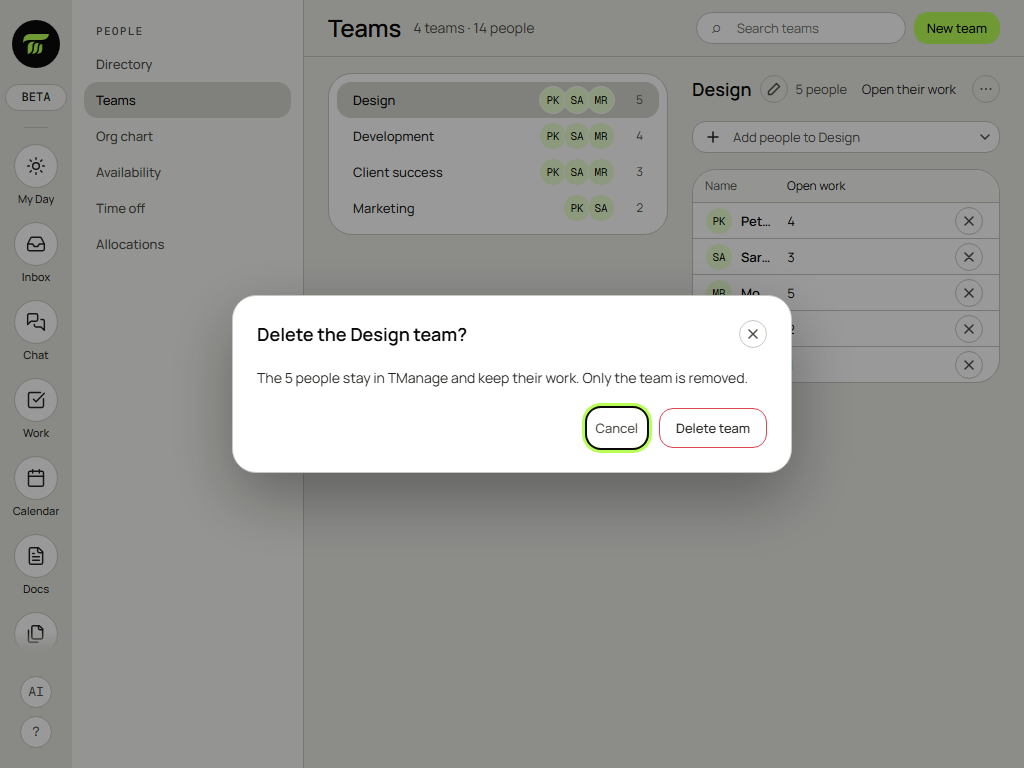 BETA
My Day
Inbox
Chat
Work
Calendar
Docs
AI
?
PEOPLE
Directory
Teams
Org chart
Availability
Time off
Allocations
Teams 4 teams · 14 people
Search teams
New team
Design PK SA MR 5
Development PK SA MR 4
Client success PK SA MR 3
Marketing PK SA 2
Design 5 people Open their work
Add people to Design
Name Open work
PK Pet... 4
SA Sar... 3
MR Mo... 5
Delete the Design team?
The 5 people stay in TManage and keep their work. Only the team is removed.
Cancel
Delete team